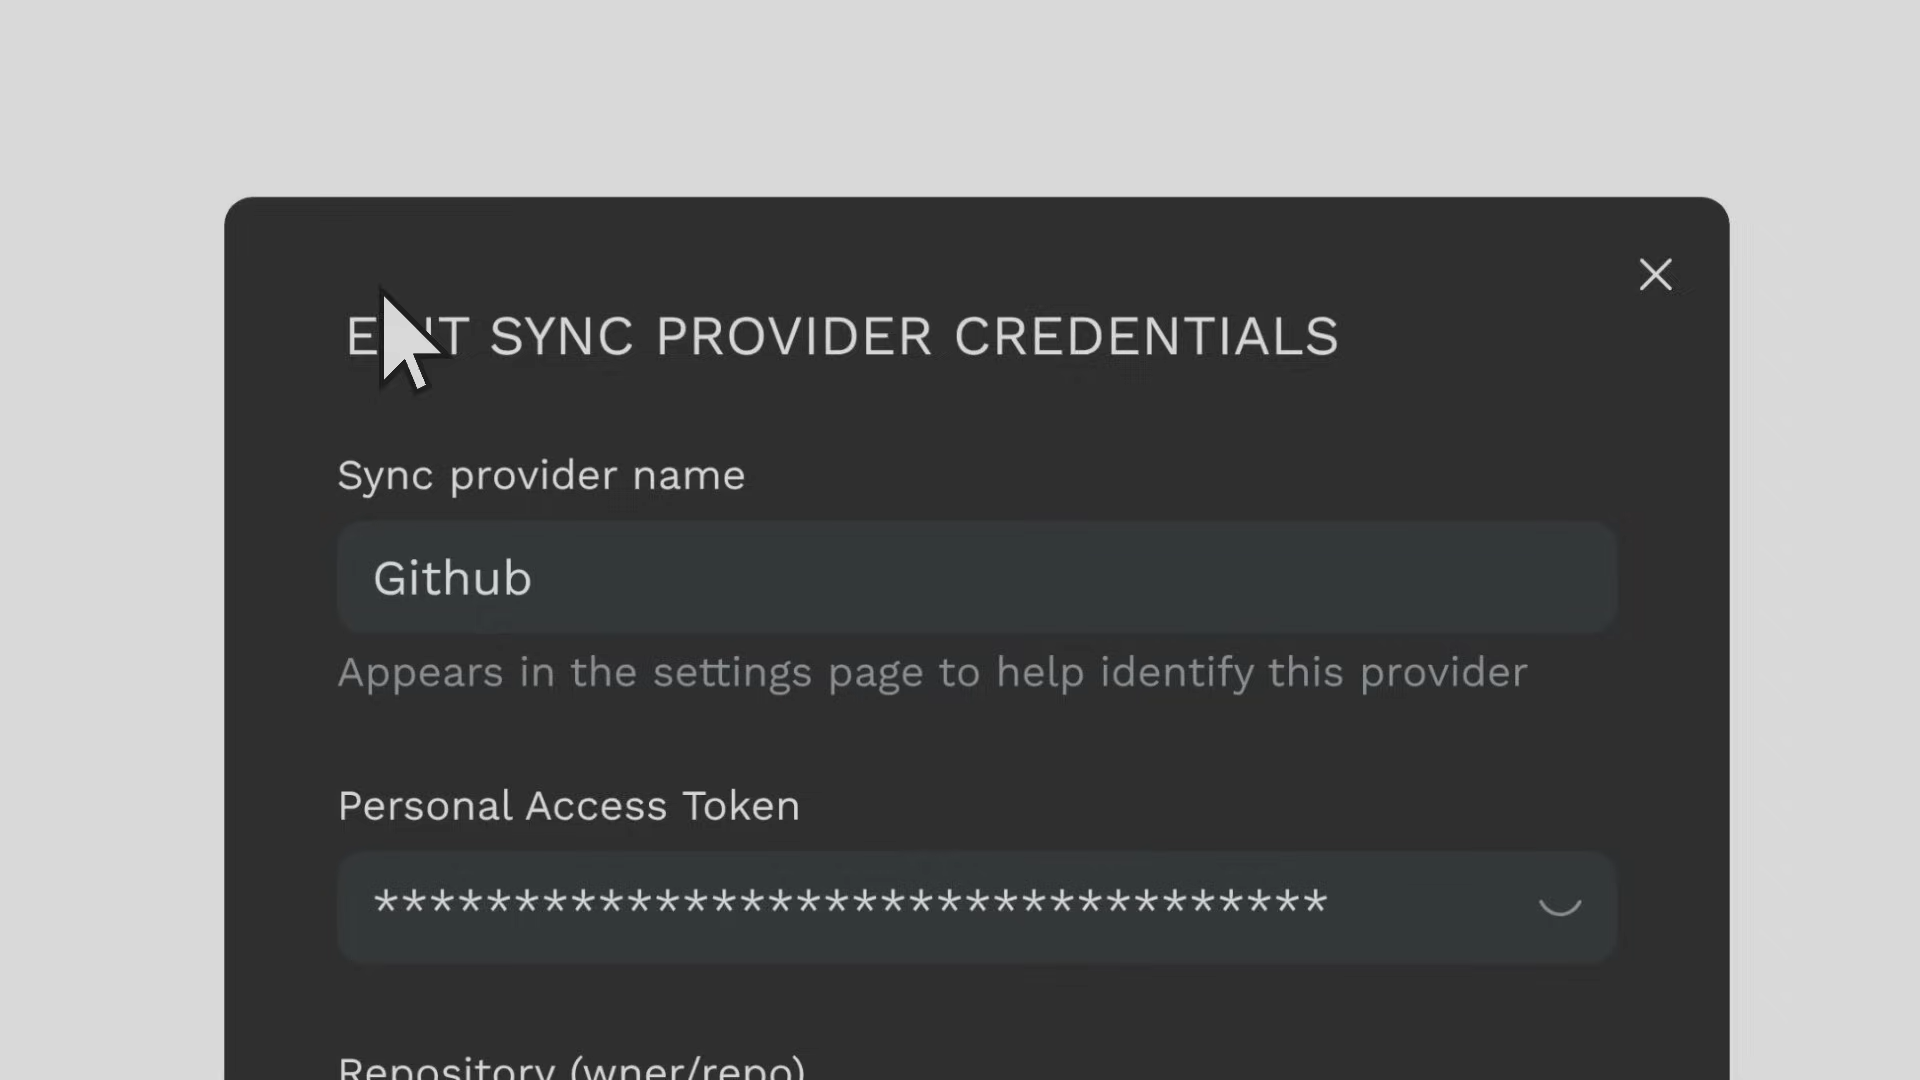 EDIT SYNC PROVIDER CREDENTIALS
Sync provider name
Github
Appears in the settings page to help identify this provider
Personal Access Token
**********************************
Repository (wner/repo)